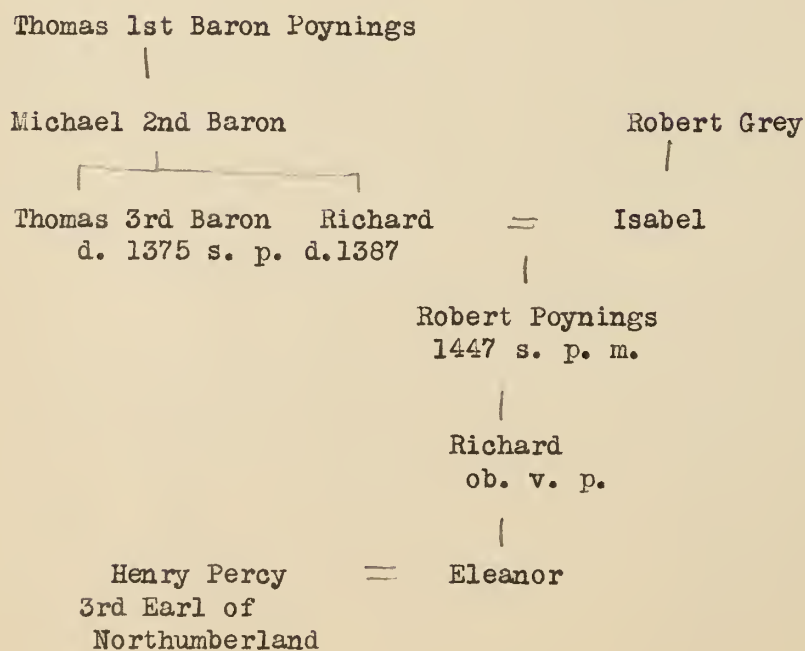 Thomas 1st Baron Poynings
Michael 2nd Baron Robert Grey
Thomas 3rd Baron Richard = Isabel
d. 1375 s. p. d.1387
Robert Poynings
1447 s. p. m.
Richard
ob. v. p.
Henry Percy = Eleanor
3rd Earl of
Northumberland